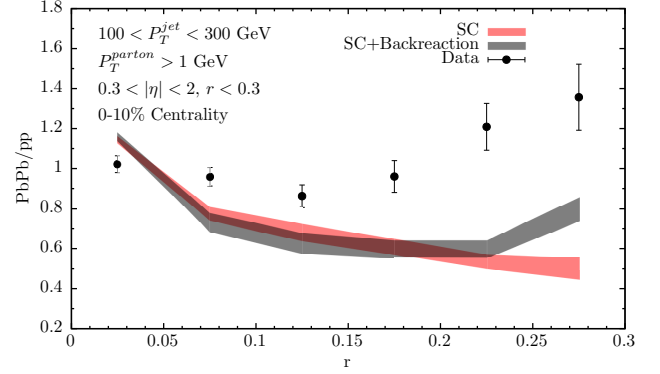 1.8
1.6
1.4
1.2
1
0.8
0.6
0.4
0.2
PbPb/pp
100 < P_T^{jet} < 300 GeV
P_T^{parton} > 1 GeV
0.3 < |η| < 2, r < 0.3
0-10% Centrality
SC
SC+Backreaction
Data
0 0.05 0.1 0.15 0.2 0.25 0.3
r